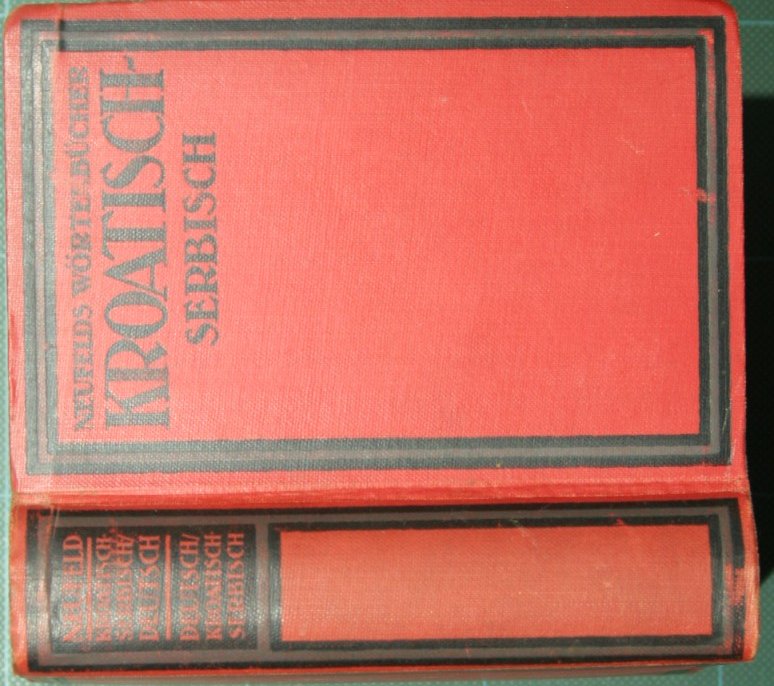 NEUFELDS WÖRTERBÜCHER
KROATISCH-
SERBISCH
NEUFELD
KROATISCH-
SERBISCH/
DEUTSCH
DEUTSCH/
KROATISCH
SERBISCH